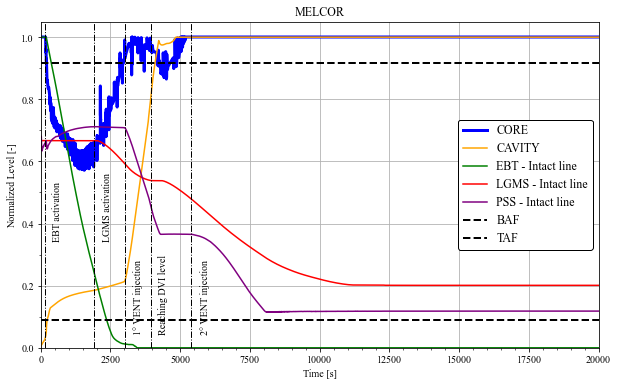 MELCOR
Normalized Level [-]
1.0
0.8
0.6
0.4
0.2
0.0
EBT activation
LGMS activation
1° VENT injection
Reaching DVI level
2° VENT injection
CORE
CAVITY
EBT - Intact line
LGMS - Intact line
PSS - Intact line
BAF
TAF
0 2500 5000 7500 10000 12500 15000 17500 20000
Time [s]